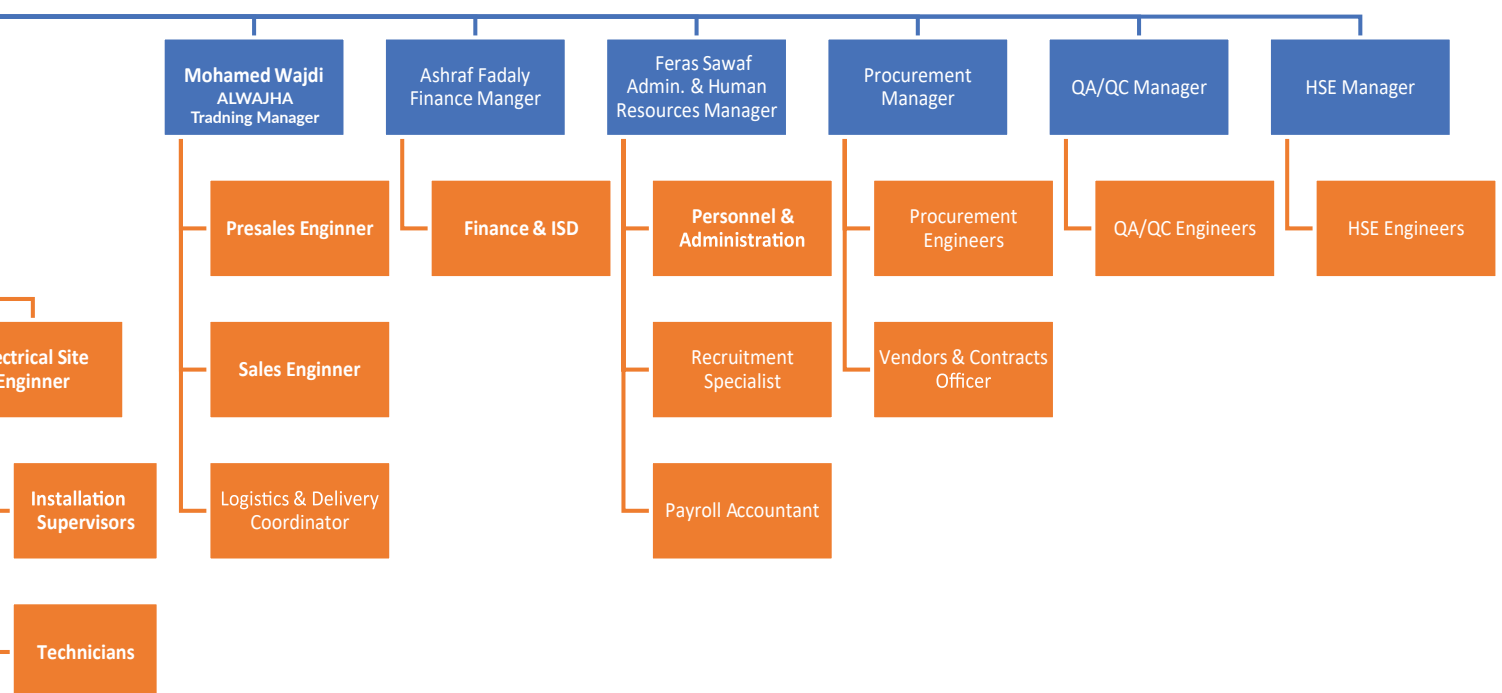 Mohamed Wajdi
ALWAJHA
Tradning Manager
Ashraf Fadaly
Finance Manger
Feras Sawaf
Admin. & Human
Resources Manager
Procurement
Manager
QA/QC Manager
HSE Manager
Presales Enginner
Finance & ISD
Personnel &
Administration
Procurement
Engineers
QA/QC Engineers
HSE Engineers
ectrical Site
Enginner
Sales Enginner
Recruitment
Specialist
Vendors & Contracts
Officer
Installation
Supervisors
Logistics & Delivery
Coordinator
Payroll Accountant
Technicians